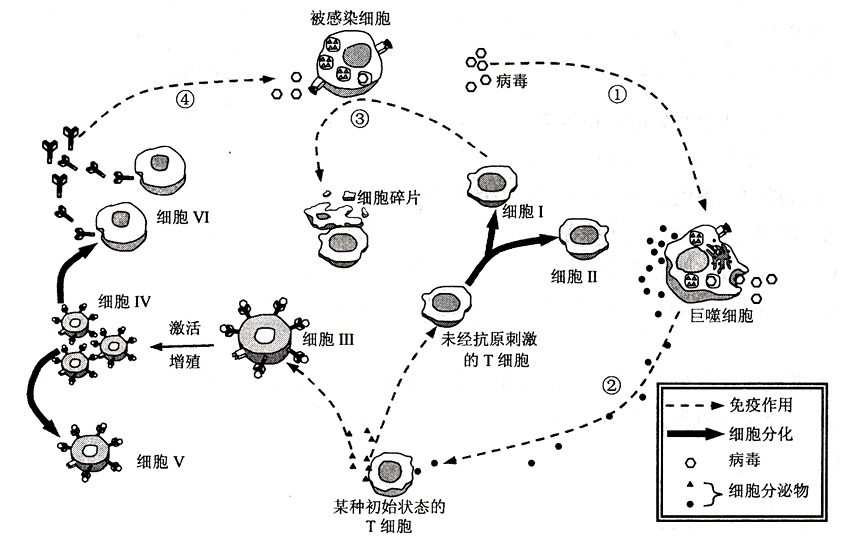 被感染细胞
病毒
①
④
③
细胞碎片
细胞 I
细胞 VI
细胞 II
巨噬细胞
细胞 IV
激活
增殖
细胞 III
未经抗原刺激
的 T 细胞
②
细胞 V
某种初始状态的
T 细胞
免疫作用
细胞分化
病毒
细胞分泌物